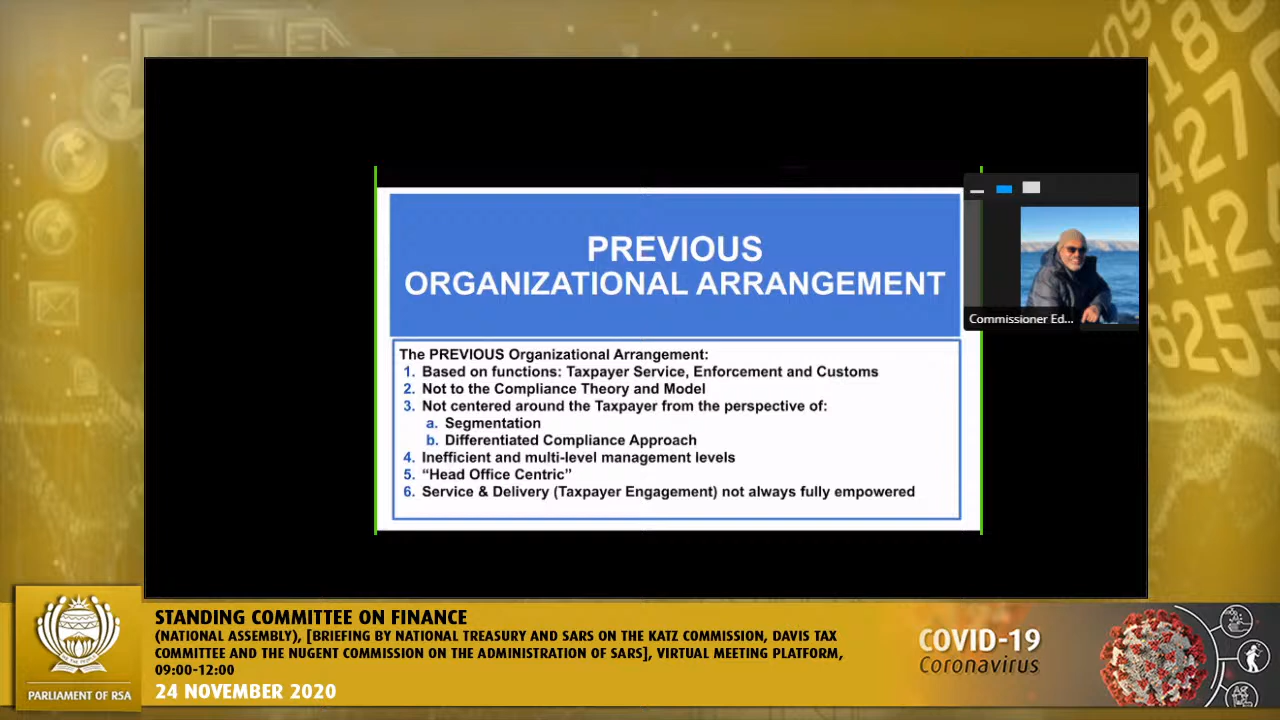 PREVIOUS
ORGANIZATIONAL ARRANGEMENT
The PREVIOUS Organizational Arrangement:
1. Based on functions: Taxpayer Service, Enforcement and Customs
2. Not to the Compliance Theory and Model
3. Not centered around the Taxpayer from the perspective of:
a. Segmentation
b. Differentiated Compliance Approach
4. Inefficient and multi-level management levels
5. “Head Office Centric”
6. Service & Delivery (Taxpayer Engagement) not always fully empowered
Commissioner Ed...
STANDING COMMITTEE ON FINANCE
(NATIONAL ASSEMBLY), [BRIEFING BY NATIONAL TREASURY AND SARS ON THE KATZ COMMISSION, DAVIS TAX
COMMITTEE AND THE NUGENT COMMISSION ON THE ADMINISTRATION OF SARS], VIRTUAL MEETING PLATFORM,
09:00-12:00
24 NOVEMBER 2020
PARLIAMENT OF RSA
COVID-19
Coronavirus